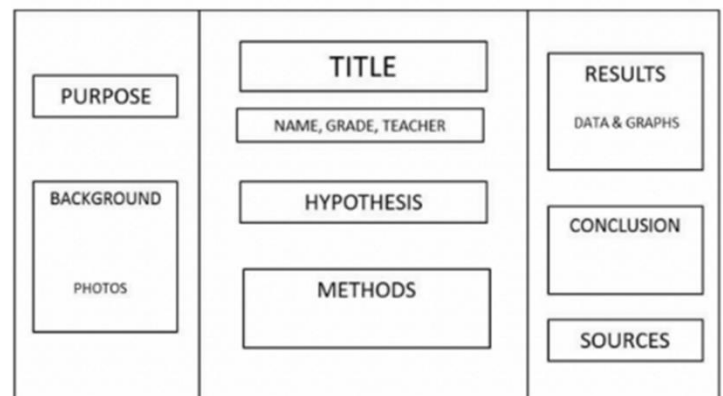 PURPOSE
BACKGROUND
PHOTOS
TITLE
NAME, GRADE, TEACHER
HYPOTHESIS
METHODS
RESULTS
DATA & GRAPHS
CONCLUSION
SOURCES